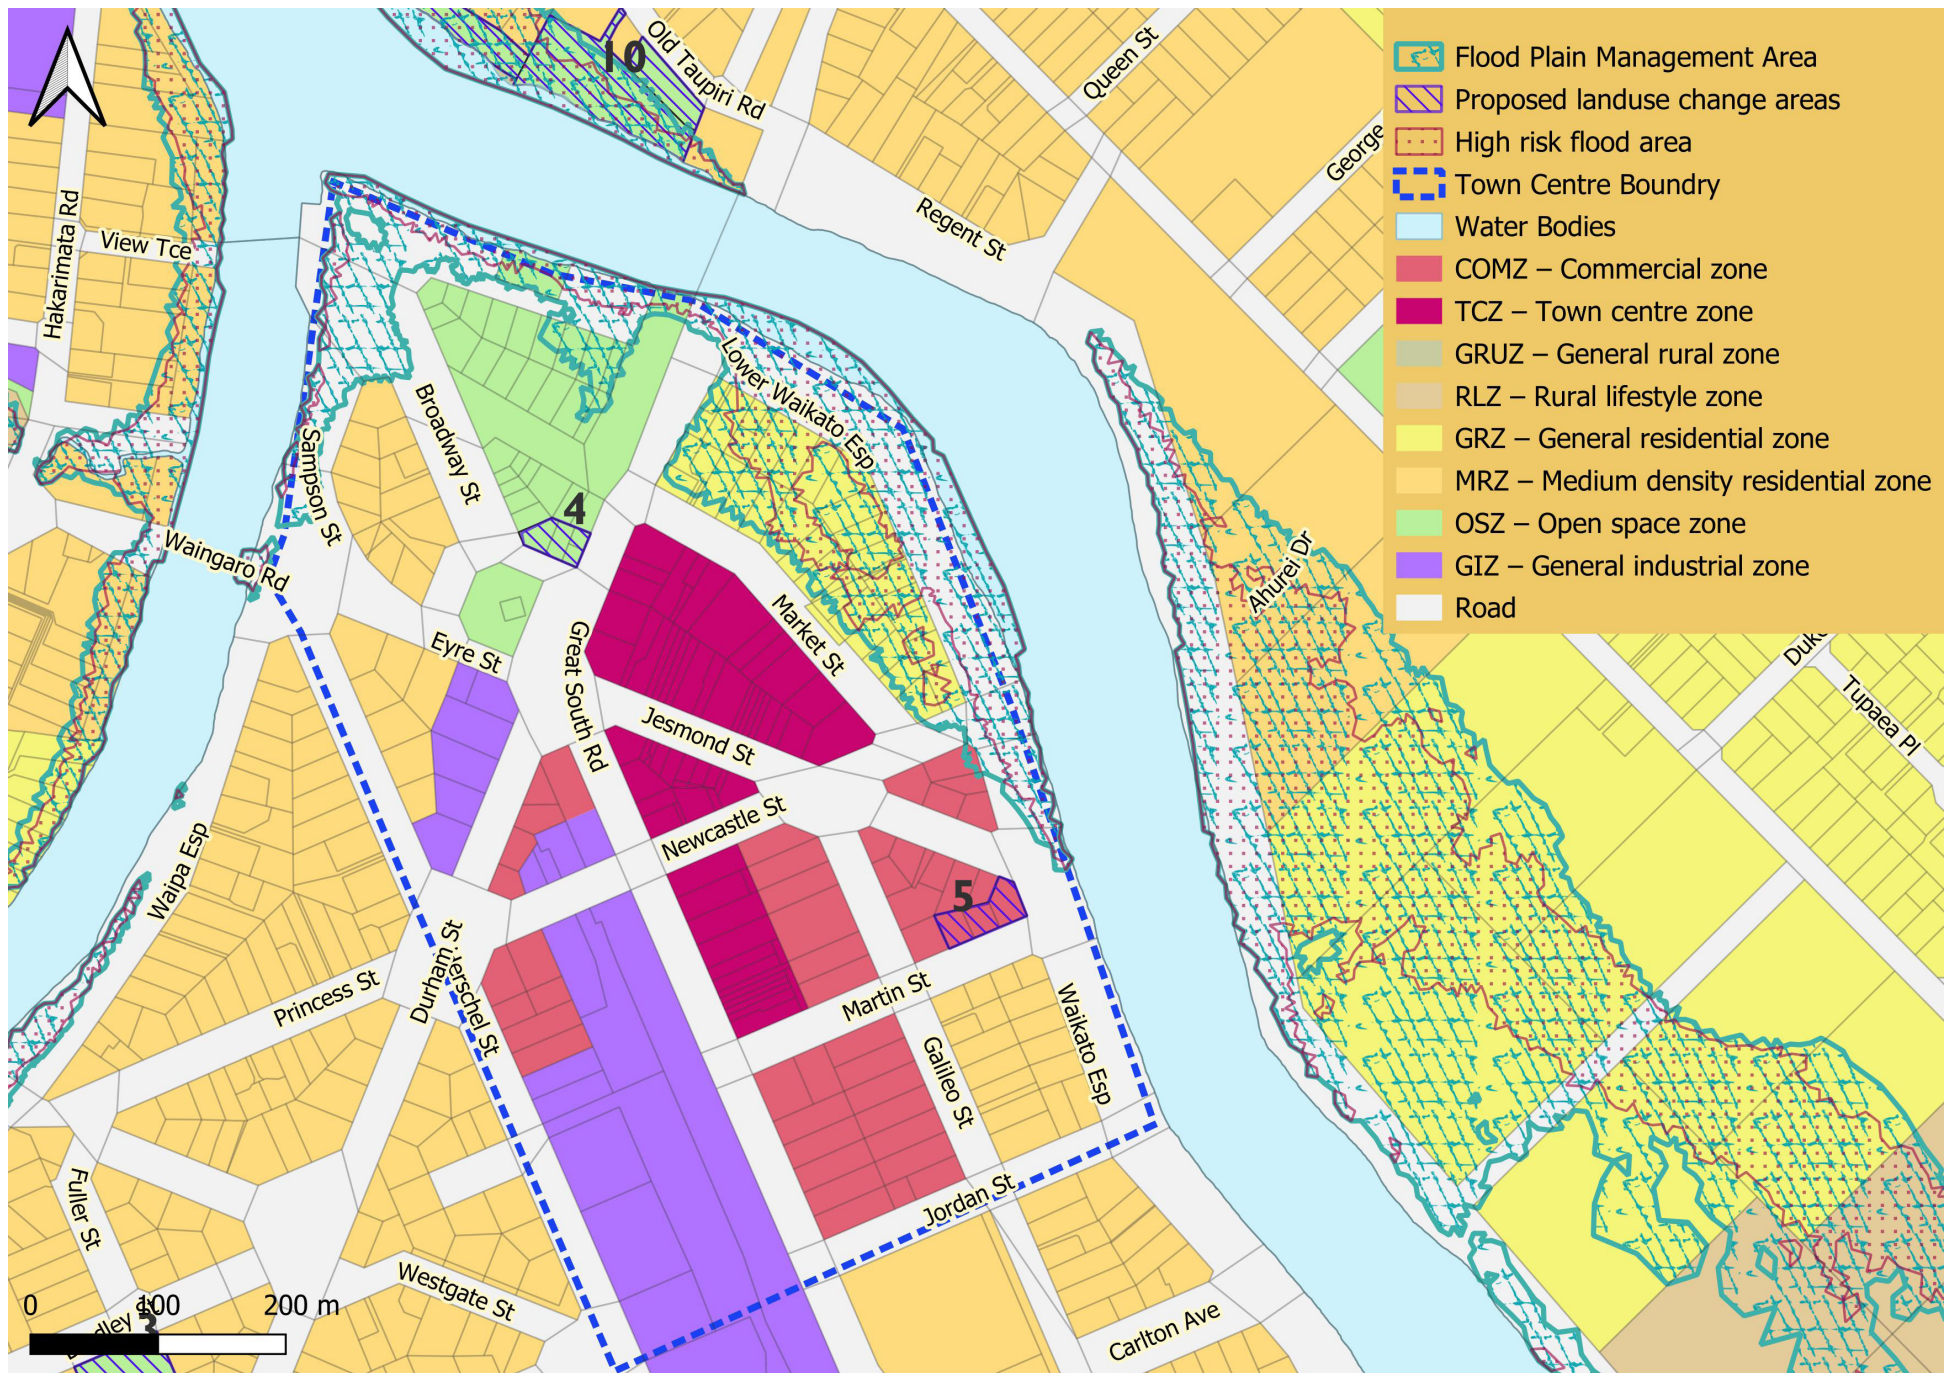 10
Old Taupiri Rd
Queen St
George
Hakarimata Rd
View Tce
Regent St
Flood Plain Management Area
Proposed landuse change areas
High risk flood area
Town Centre Boundry
Water Bodies
COMZ – Commercial zone
TCZ – Town centre zone
GRUZ – General rural zone
RLZ – Rural lifestyle zone
GRZ – General residential zone
MRZ – Medium density residential zone
OSZ – Open space zone
GIZ – General industrial zone
Road
Lower Waikato Esp
Broadway St
Sampson St
4
Waingaro Rd
Ahurei Dr
Market St
Eyre St
Great South Rd
Duke
Tupaea Pl
Jesmond St
Newcastle St
Waipa Esp
5
Durham St
erschel St
Princess St
Martin St
Waikato Esp
Galileo St
Fuller St
Jordan St
Westgate St
Carlton Ave
0 100 200 m
dley St
3